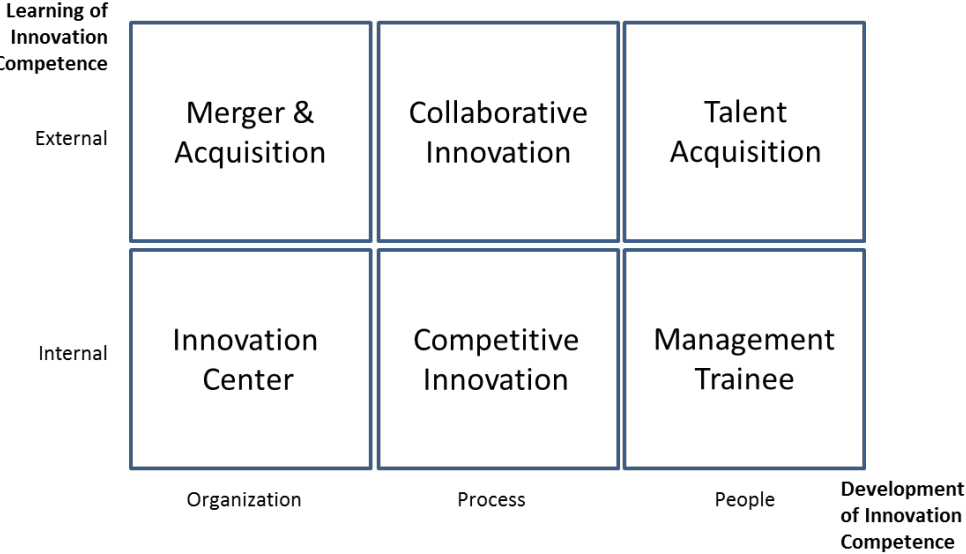 Learning of
Innovation
Competence
External
Merger &
Acquisition
Collaborative
Innovation
Talent
Acquisition
Internal
Innovation
Center
Competitive
Innovation
Management
Trainee
Organization
Process
People
Development
of Innovation
Competence